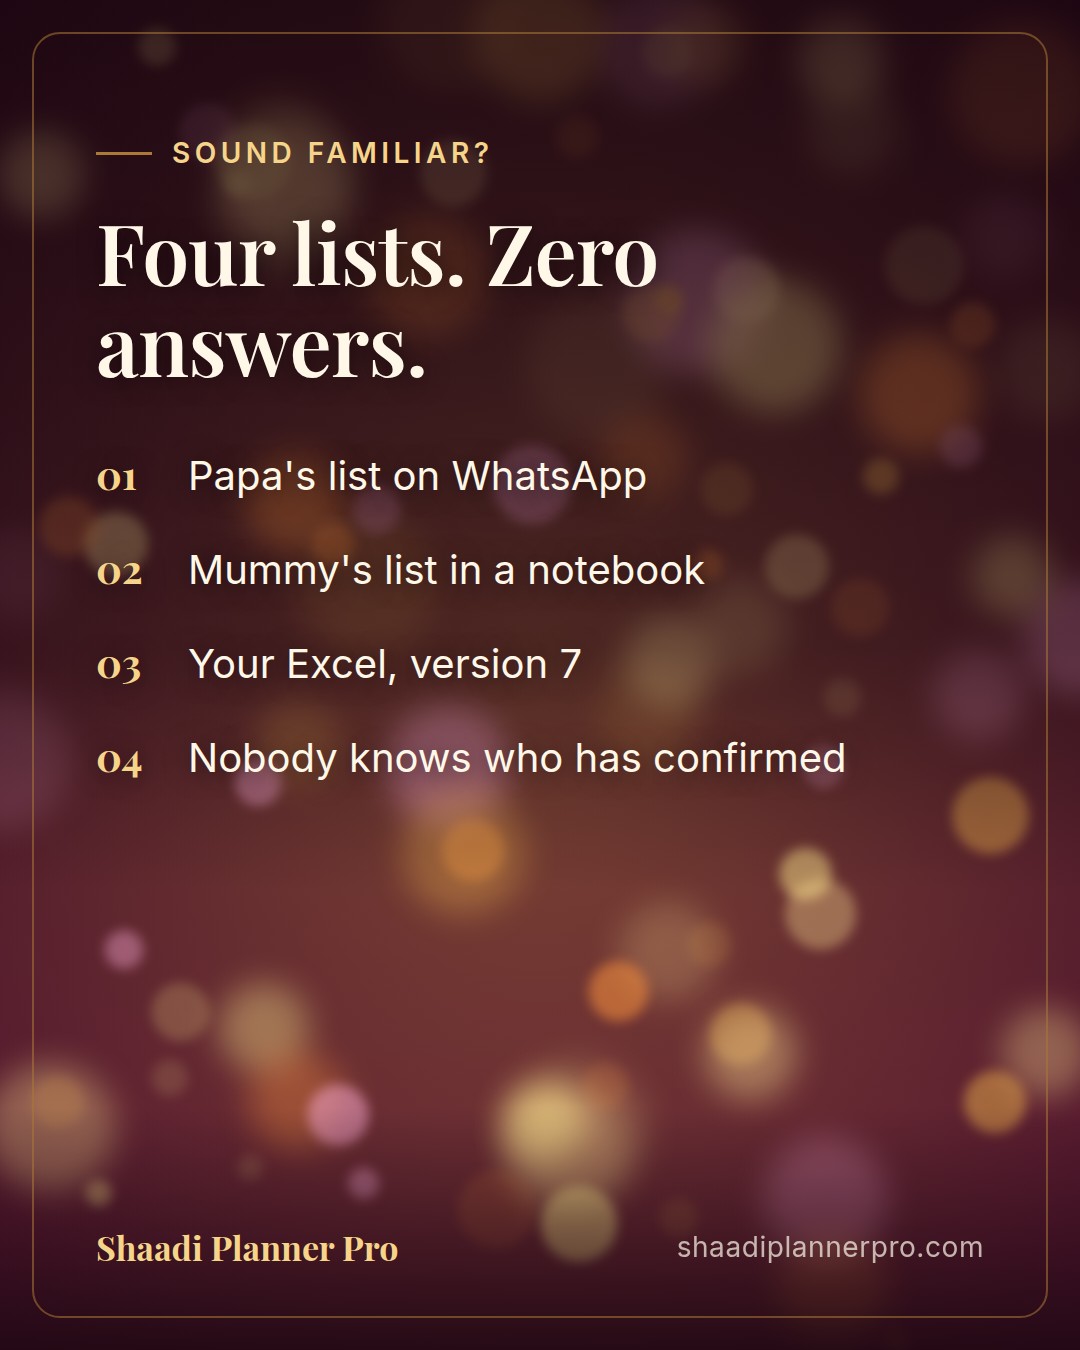 SOUND FAMILIAR?
Four lists. Zero
answers.
01 Papa's list on WhatsApp
02 Mummy's list in a notebook
03 Your Excel, version 7
04 Nobody knows who has confirmed
Shaadi Planner Pro
shaadiplannerpro.com